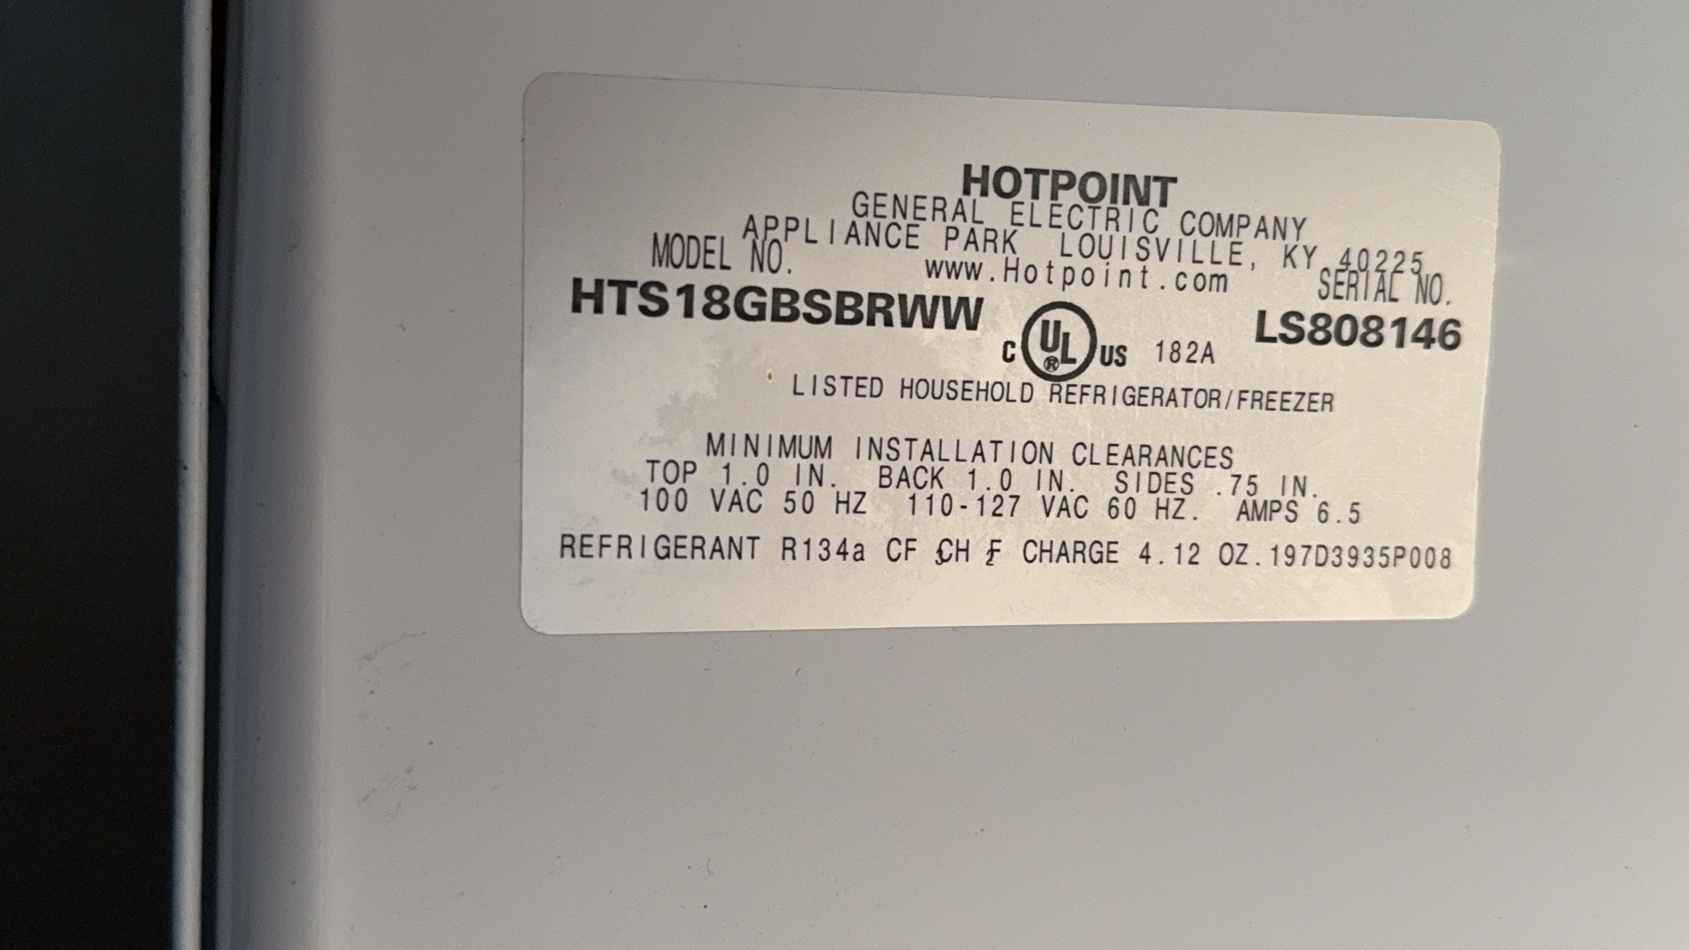 HOTPOINT
GENERAL ELECTRIC COMPANY
APPLIANCE PARK LOUISVILLE, KY 40225
MODEL NO. www.Hotpoint.com SERIAL NO.
HTS18GBSBRWW C UL® US 182A LS808146
LISTED HOUSEHOLD REFRIGERATOR/FREEZER
MINIMUM INSTALLATION CLEARANCES
TOP 1.0 IN. BACK 1.0 IN. SIDES .75 IN.
100 VAC 50 HZ 110-127 VAC 60 HZ. AMPS 6.5
REFRIGERANT R134a CF CH F CHARGE 4.12 OZ.197D3935P008